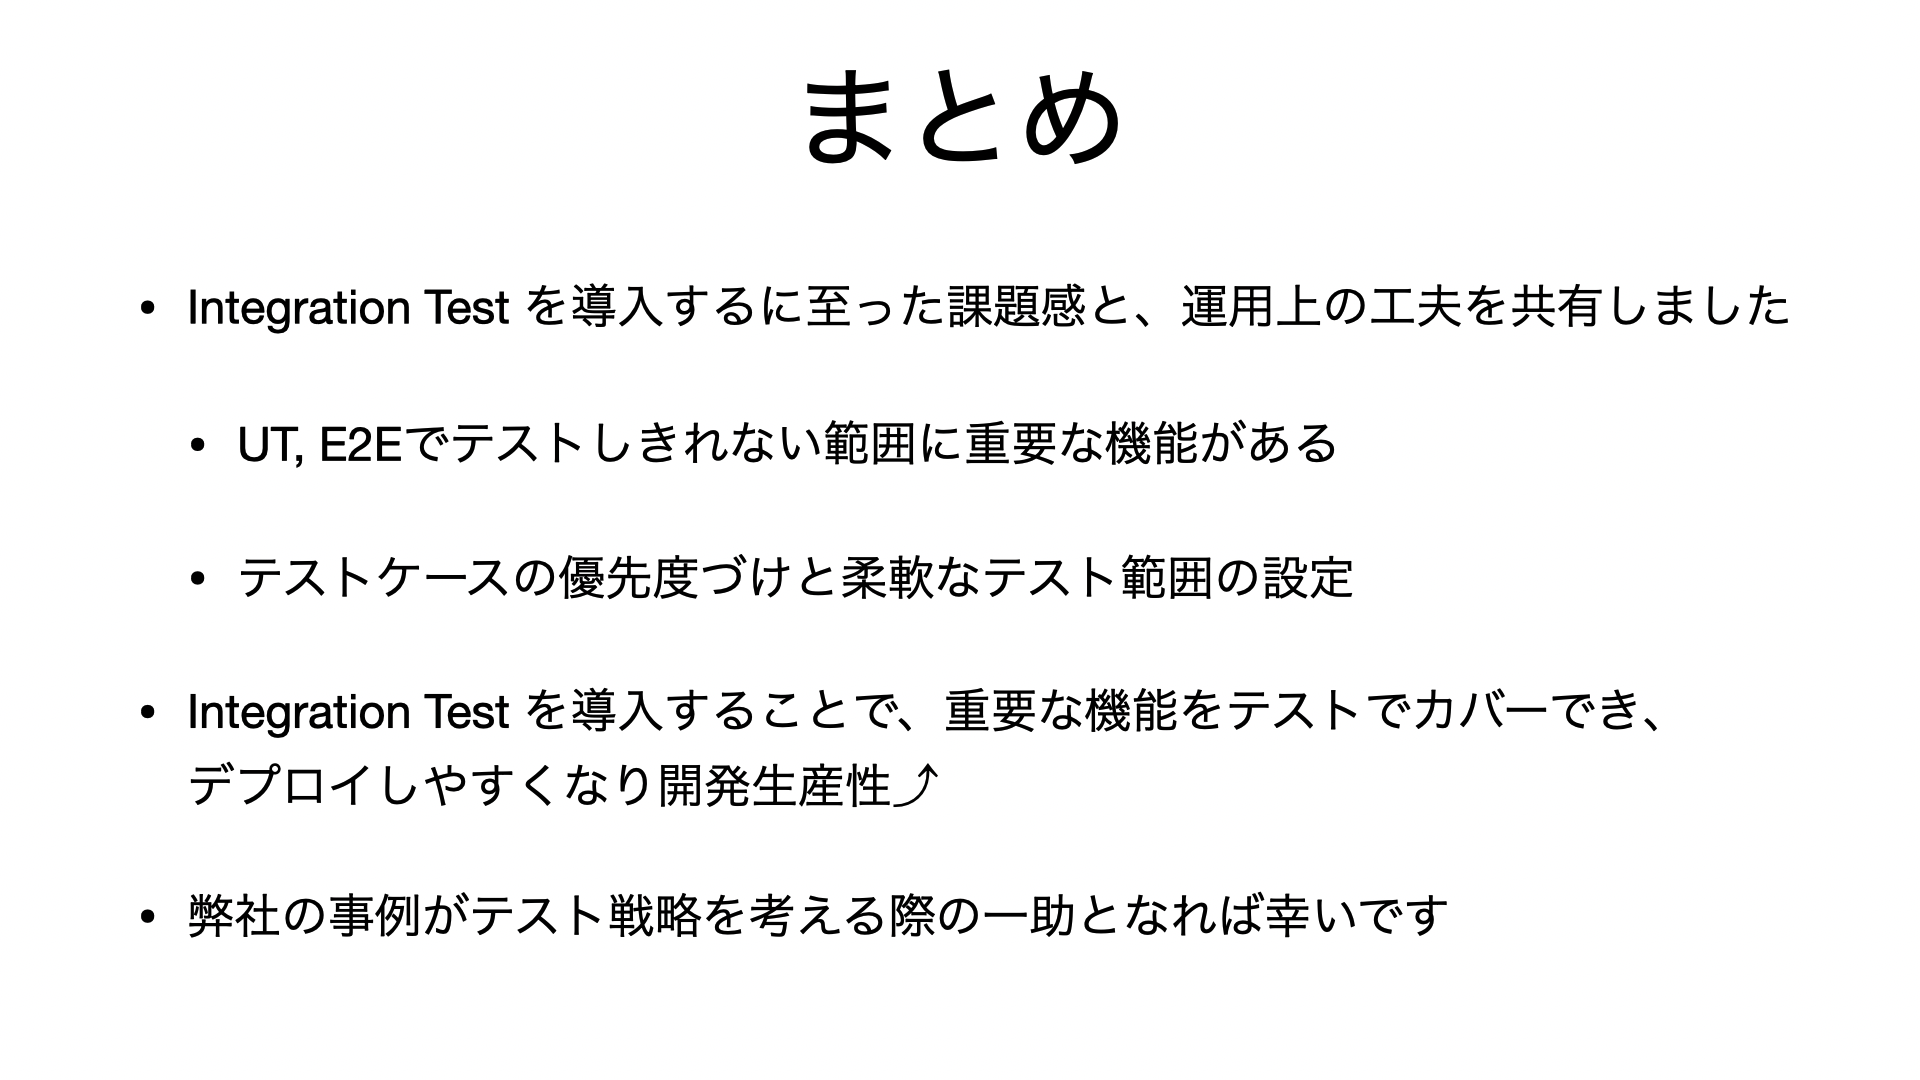 まとめ
• Integration Test を導入するに至った課題感と、運用上の工夫を共有しました
• UT, E2Eでテストしきれない範囲に重要な機能がある
• テストケースの優先度づけと柔軟なテスト範囲の設定
• Integration Test を導入することで、重要な機能をテストでカバーでき、
デプロイしやすくなり開発生産性⤴
• 弊社の事例がテスト戦略を考える際の一助となれば幸いです